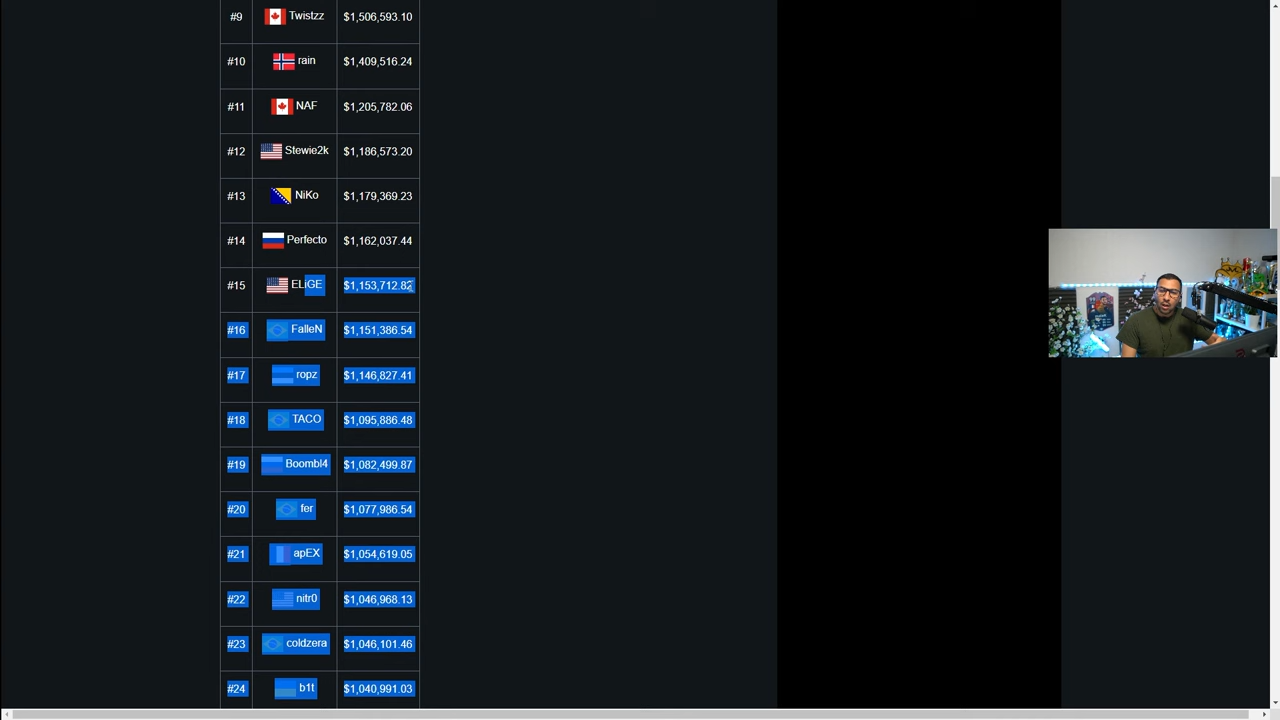 #9 Twistzz $1,506,593.10
#10 rain $1,409,516.24
#11 NAF $1,205,782.06
#12 Stewie2k $1,186,573.20
#13 NiKo $1,179,369.23
#14 Perfecto $1,162,037.44
#15 ELiGE $1,153,712.82
#16 FalleN $1,151,386.54
#17 ropz $1,146,827.41
#18 TACO $1,095,886.48
#19 Boombl4 $1,082,499.87
#20 fer $1,077,986.54
#21 apEX $1,054,619.05
#22 nitr0 $1,046,968.13
#23 coldzera $1,046,101.46
#24 b1t $1,040,991.03